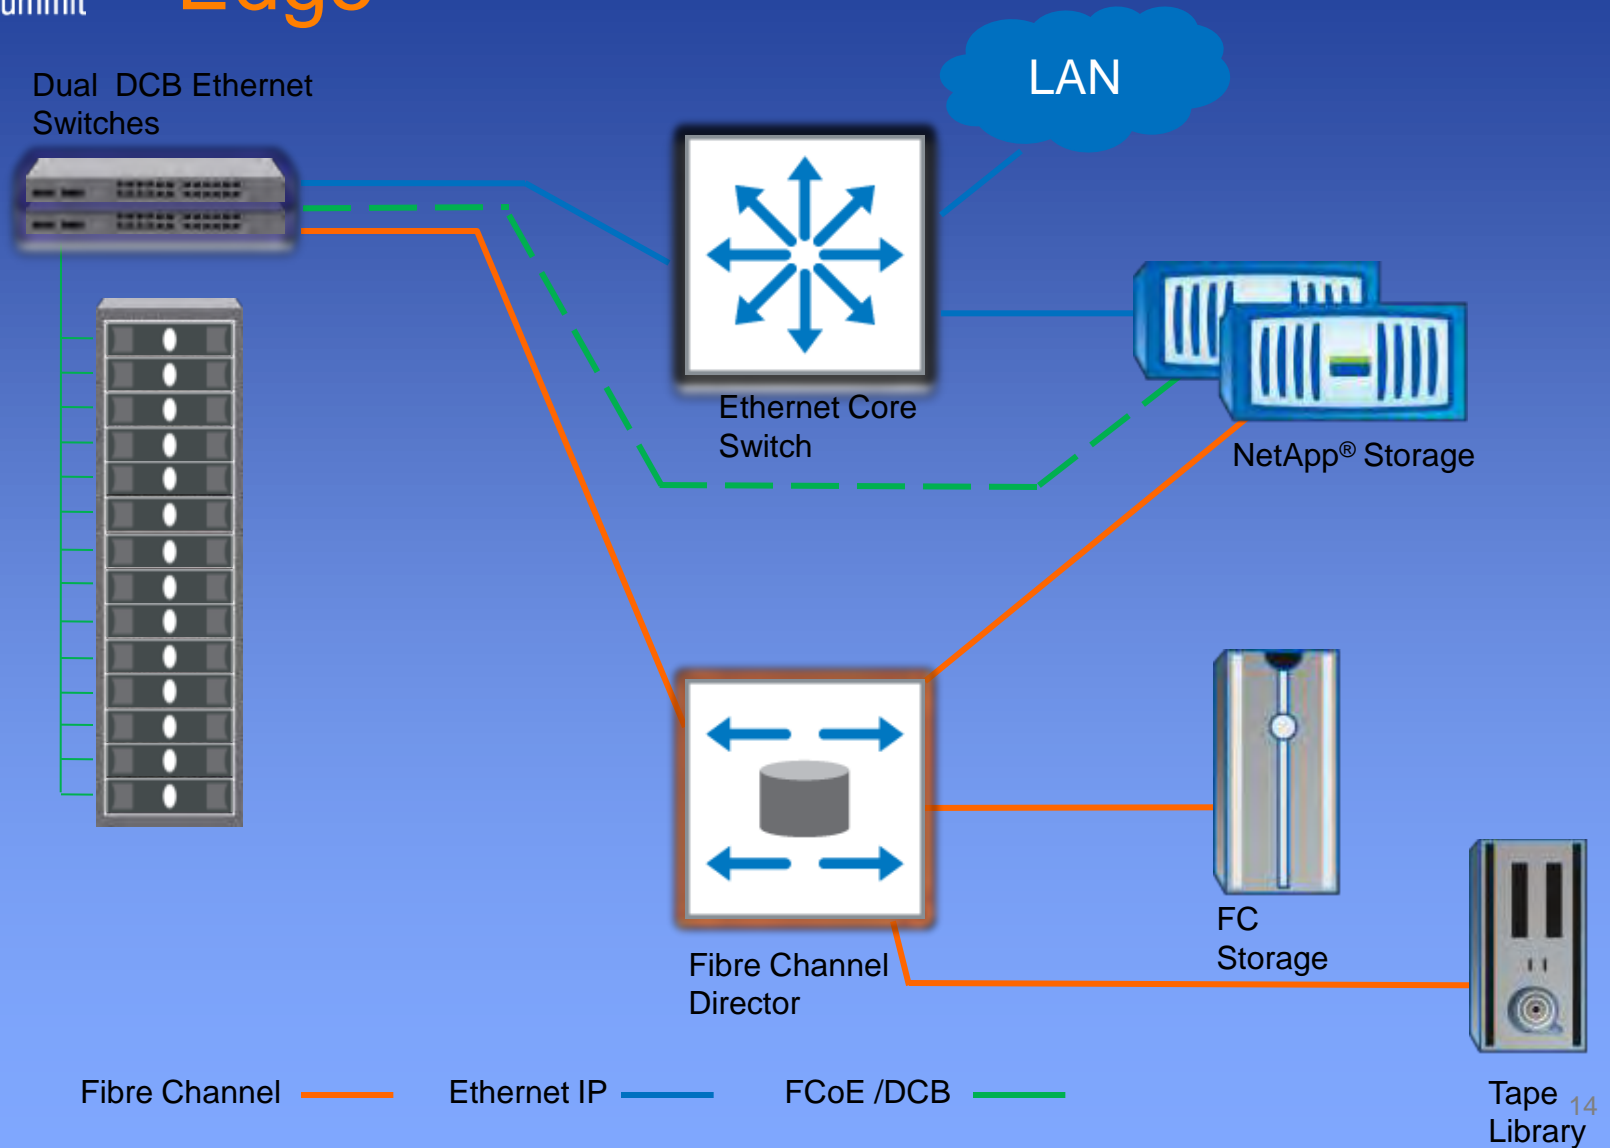 Dual DCB Ethernet
Switches
LAN
Ethernet Core
Switch
NetApp® Storage
FC
Storage
Fibre Channel
Director
Fibre Channel
Ethernet IP
FCoE /DCB
Tape
Library
14